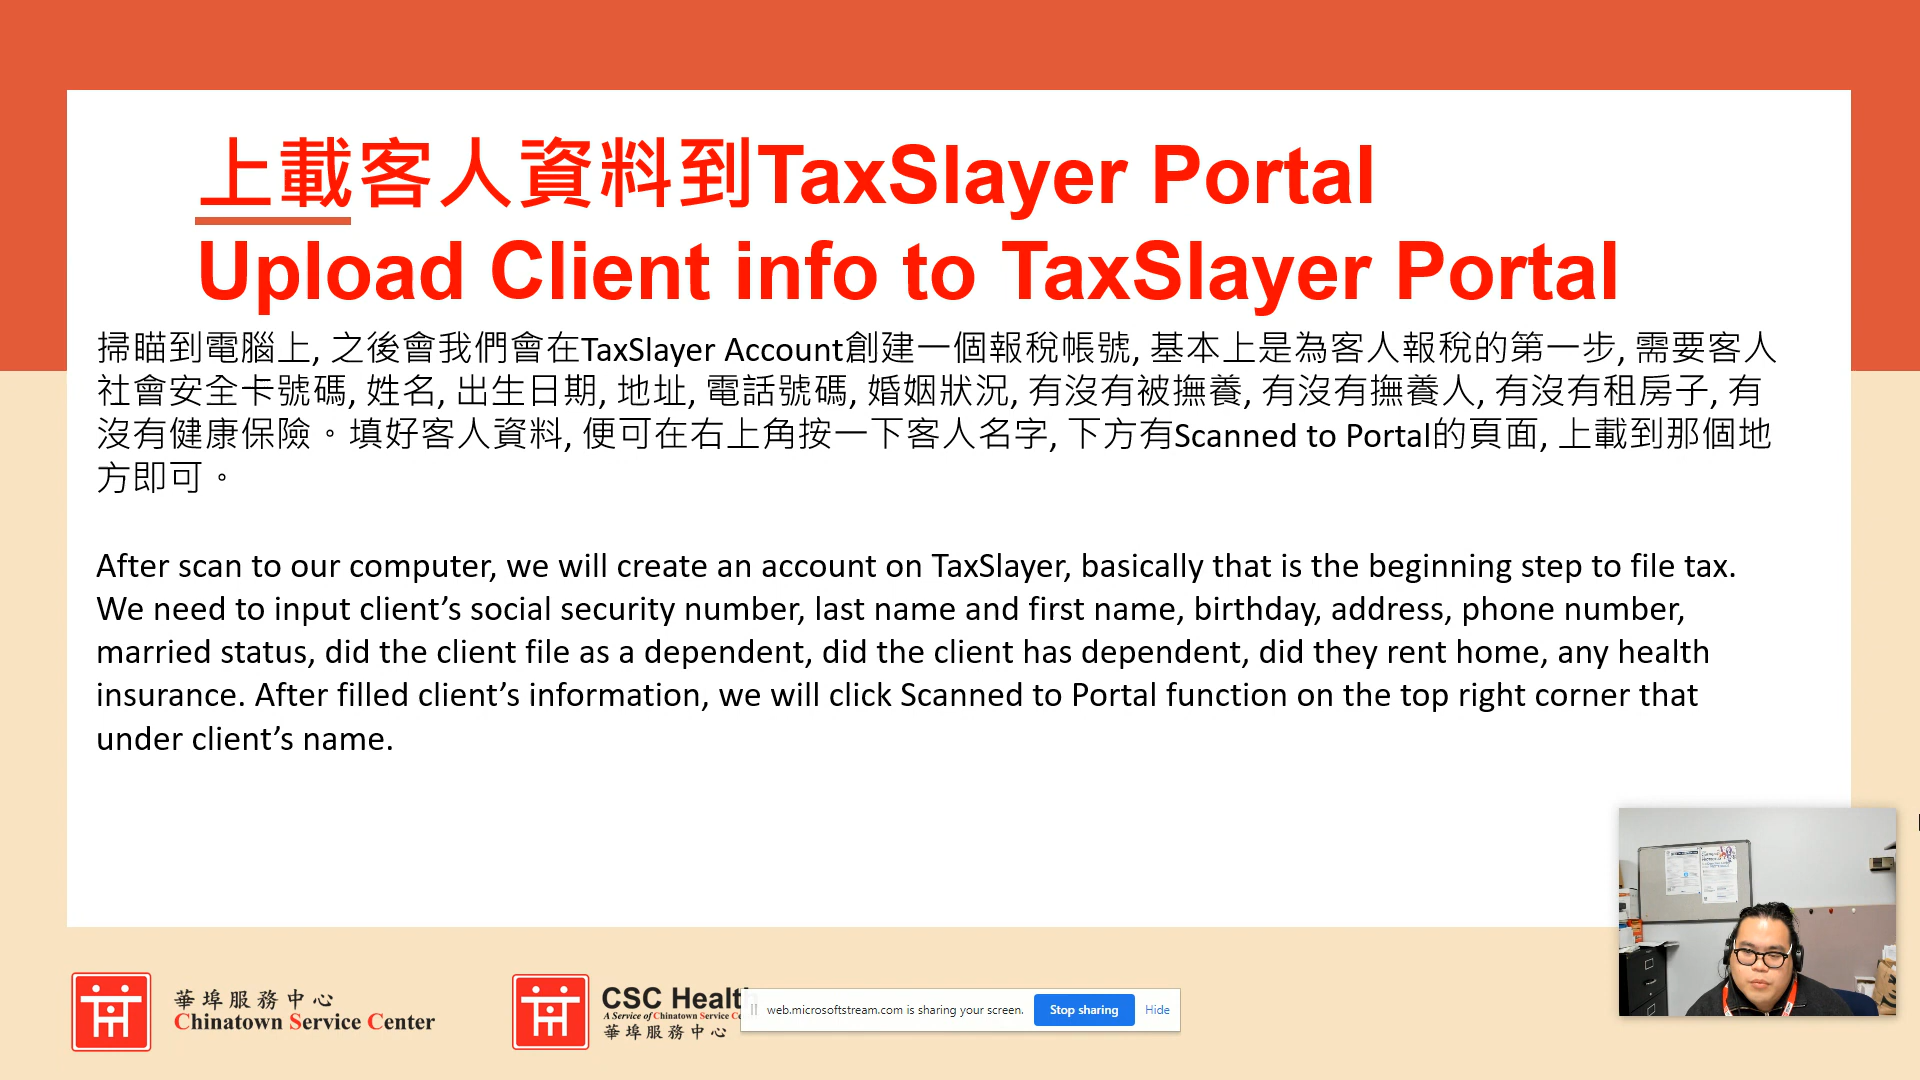 上載客人資料到TaxSlayer Portal
Upload Client info to TaxSlayer Portal
掃瞄到電腦上, 之後會我們會在TaxSlayer Account創建一個報稅帳號, 基本上是為客人報稅的第一步, 需要客人
社會安全卡號碼, 姓名, 出生日期, 地址, 電話號碼, 婚姻狀況, 有沒有被撫養, 有沒有撫養人, 有沒有租房子, 有
沒有健康保險。填好客人資料, 便可在右上角按一下客人名字, 下方有Scanned to Portal的頁面, 上載到那個地
方即可。
After scan to our computer, we will create an account on TaxSlayer, basically that is the beginning step to file tax.
We need to input client’s social security number, last name and first name, birthday, address, phone number,
married status, did the client file as a dependent, did the client has dependent, did they rent home, any health
insurance. After filled client’s information, we will click Scanned to Portal function on the top right corner that
under client’s name.
華埠服務中心
Chinatown Service Center
CSC Health
A Service of Chinatown Service
華埠服務中心
web.microsoftstream.com is sharing your screen.
Stop sharing
Hide